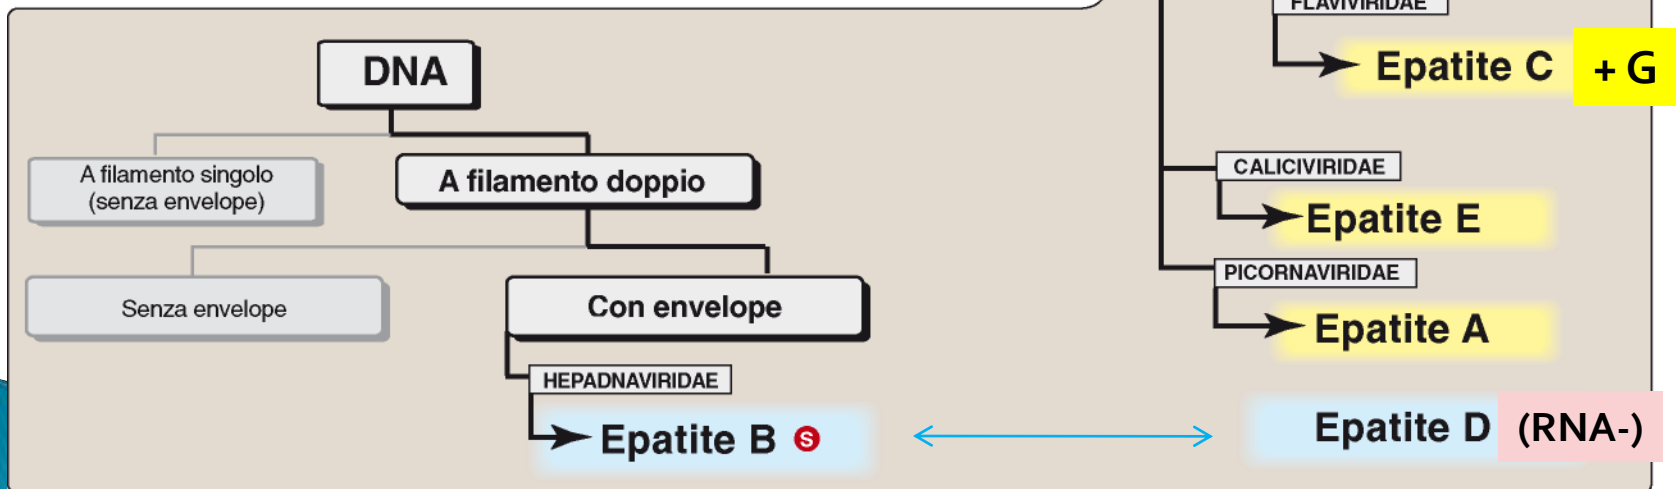 DNA
A filamento singolo
(senza envelope)
A filamento doppio
Senza envelope
Con envelope
HEPADNAVIRIDAE
Epatite B S
FLAVIVIRIDAE
Epatite C + G
CALICIVIRIDAE
Epatite E
PICORNAVIRIDAE
Epatite A
Epatite D (RNA-)